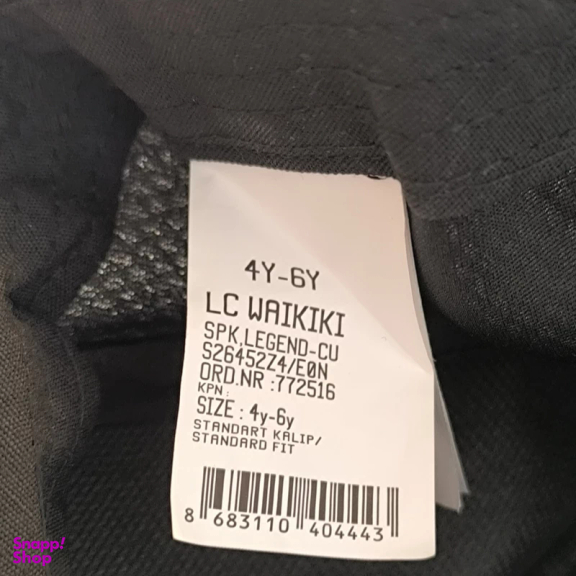 4Y-6Y
LC WAIKIKI
SPK,LEGEND-CU
S26452Z4/E0N
ORD.NR :772516
KPN:
SIZE : 4y-6y
STANDART KALIP/
STANDARD FIT
8 683110 404443
Snapp!
Shop